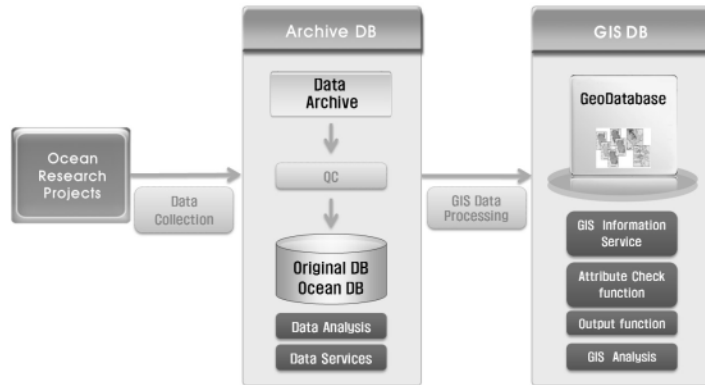 Ocean
Research
Projects
Data
Collection
Archive DB
Data
Archive
QC
Original DB
Ocean DB
Data Analysis
Data Services
GIS Data
Processing
GIS DB
GeoDatabase
GIS Information
Service
Attribute Check
function
Output function
GIS Analysis